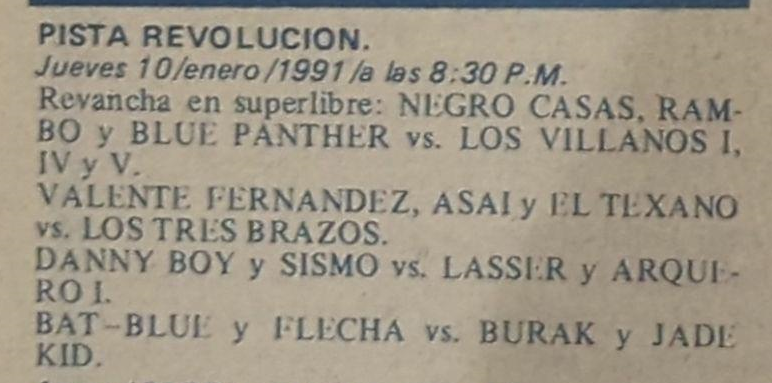 PISTA REVOLUCION.
Jueves 10/enero/1991/a las 8:30 P.M.
Revancha en superlibre: NEGRO CASAS, RAM-
BO y BLUE PANTHER vs. LOS VILLANOS I,
IV y V.
VALENTE FERNANDEZ, ASAI y EL TEXANO
vs. LOS TRES BRAZOS.
DANNY BOY y SISMO vs. LASSER y ARQUE-
RO I.
BAT-BLUE y FLECHA vs. BURAK y JADE
KID.